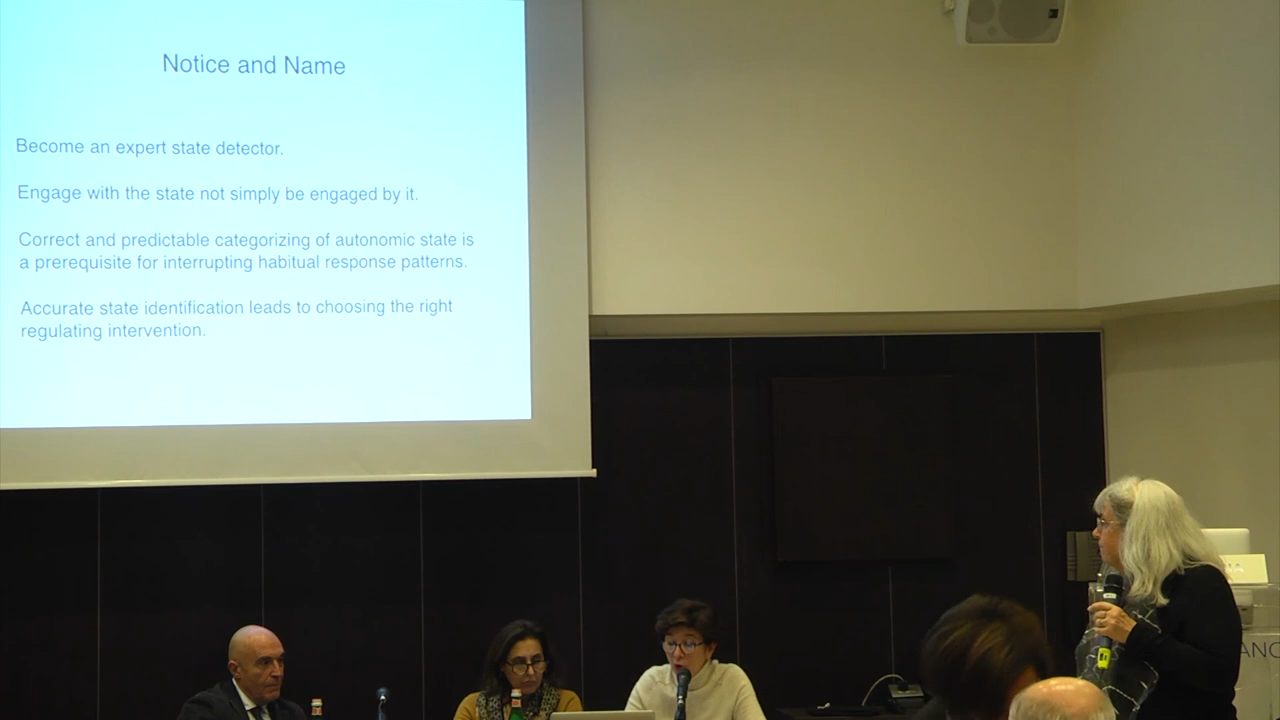 Notice and Name
Become an expert state detector.
Engage with the state not simply be engaged by it.
Correct and predictable categorizing of autonomic state is
a prerequisite for interrupting habitual response patterns.
Accurate state identification leads to choosing the right
regulating intervention.
ANC